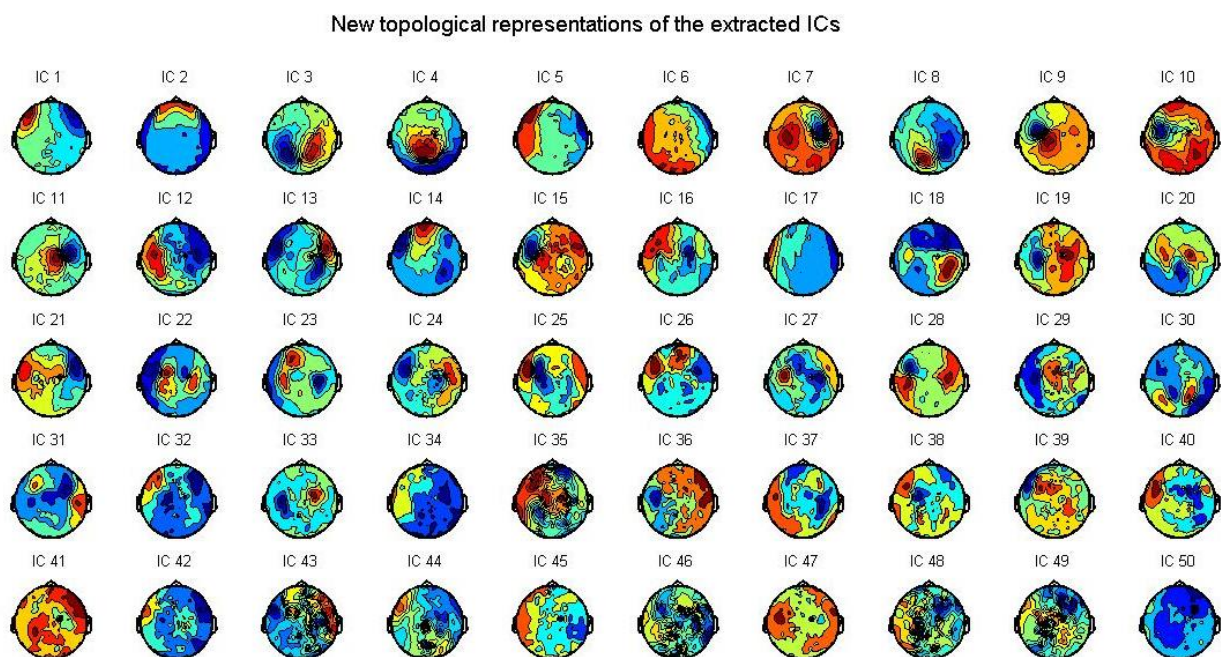 New topological representations of the extracted ICs
IC 1 IC 2 IC 3 IC 4 IC 5 IC 6 IC 7 IC 8 IC 9 IC 10
IC 11 IC 12 IC 13 IC 14 IC 15 IC 16 IC 17 IC 18 IC 19 IC 20
IC 21 IC 22 IC 23 IC 24 IC 25 IC 26 IC 27 IC 28 IC 29 IC 30
IC 31 IC 32 IC 33 IC 34 IC 35 IC 36 IC 37 IC 38 IC 39 IC 40
IC 41 IC 42 IC 43 IC 44 IC 45 IC 46 IC 47 IC 48 IC 49 IC 50